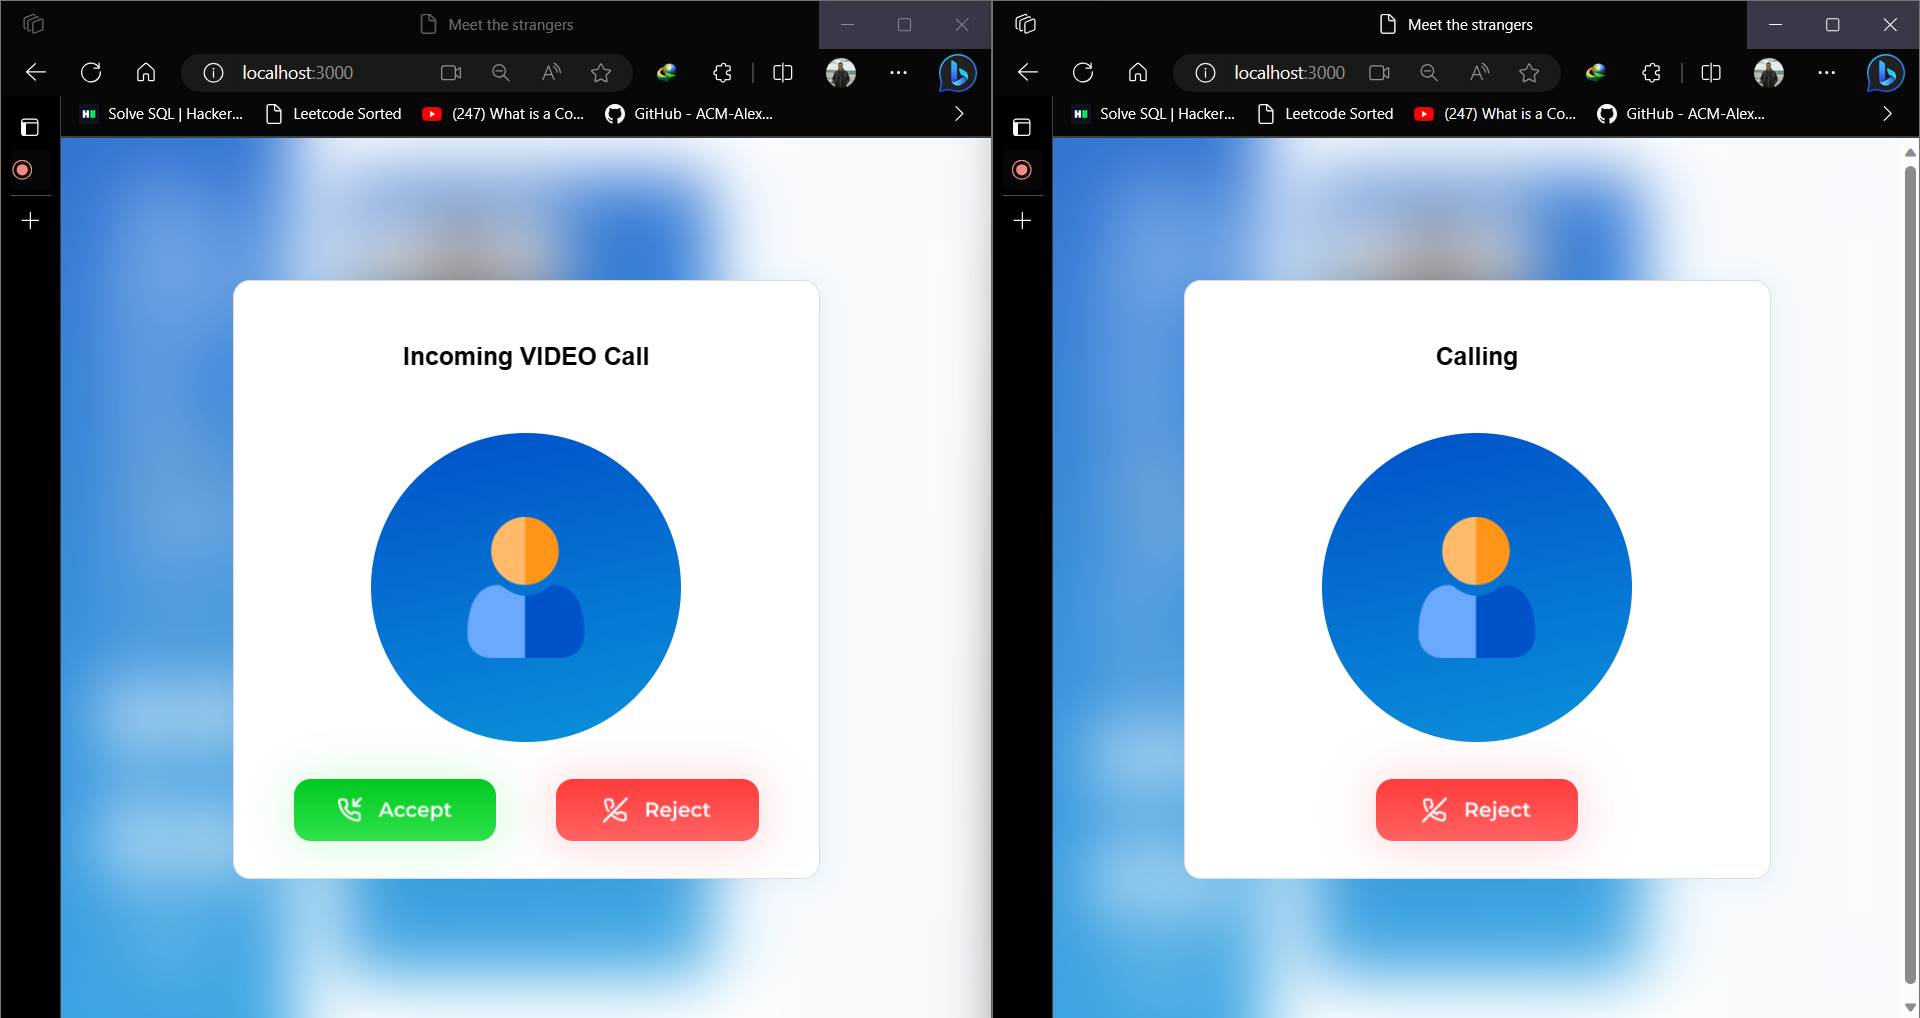 Meet the strangers
localhost:3000
Solve SQL | Hacker... Leetcode Sorted (247) What is a Co... GitHub - ACM-Alex...
Incoming VIDEO Call
Accept Reject
Meet the strangers
localhost:3000
Solve SQL | Hacker... Leetcode Sorted (247) What is a Co... GitHub - ACM-Alex...
Calling
Reject